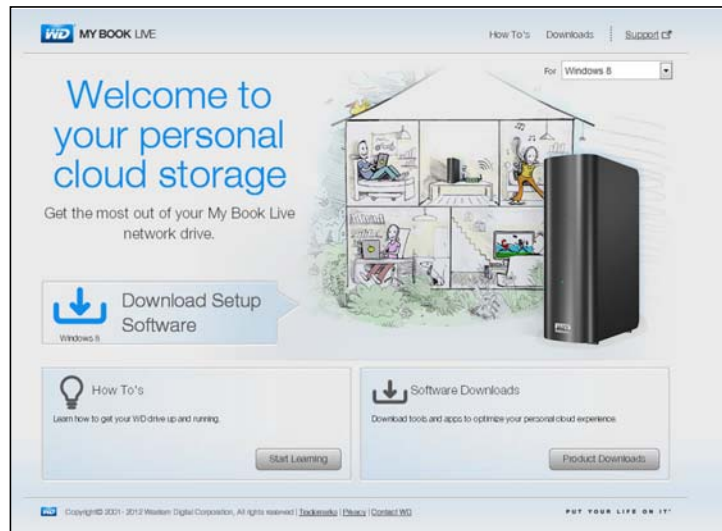 WD MY BOOK LIVE
How To's Downloads Support
For Windows 8
Welcome to
your personal
cloud storage
Get the most out of your My Book Live
network drive.
Download Setup
Software
Windows 8
How To's
Learn how to get your WD drive up and running.
Start Learning
Software Downloads
Download tools and apps to optimize your personal cloud experience.
Product Downloads
WD Copyright© 2001- 2012 Western Digital Corporation, All rights reserved | Trademarks | Privacy | Contact WD
PUT YOUR LIFE ON IT®